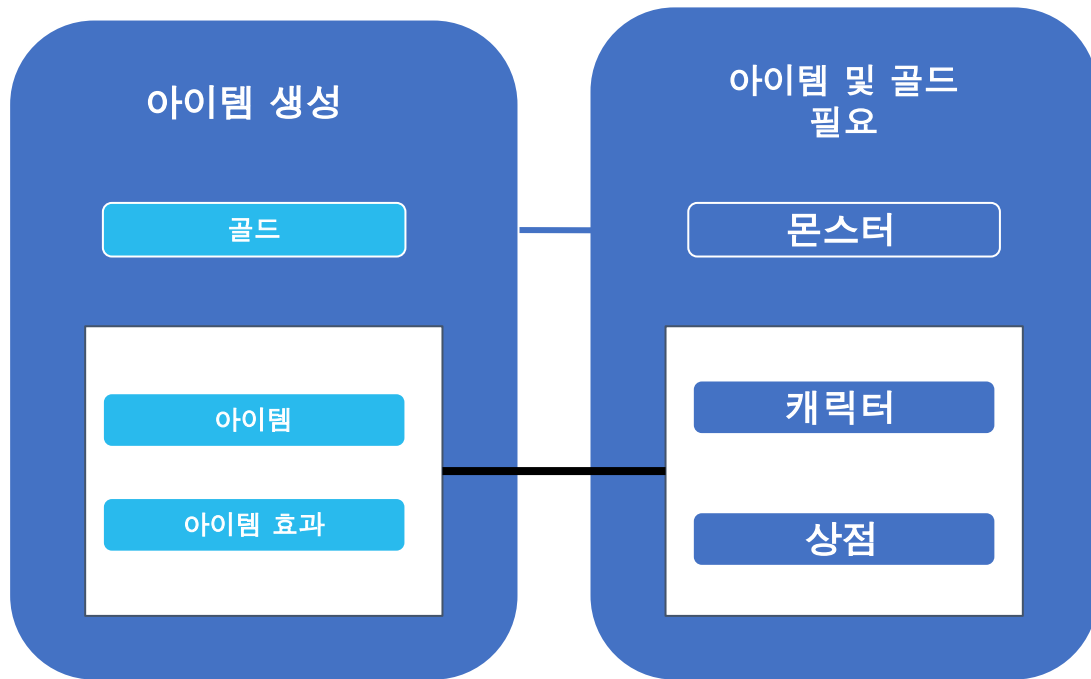 아이템 생성
골드
아이템
아이템 효과
아이템 및 골드
필요
몬스터
캐릭터
상점